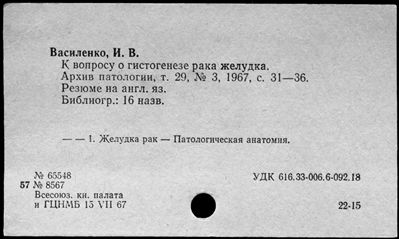 Василенко, И. В.
К вопросу о гистогенезе рака желудка.
Архив патологии, т. 29, № 3, 1967, с. 31—36.
Резюме на англ. яз.
Библиогр.: 16 назв.
— — 1. Желудка рак — Патологическая анатомия.
№ 65548
57 № 8567
УДК 616.33-006.6-092.18
Всесоюз. кн. палата
и ГЦНМБ 15 VII 67
22-15